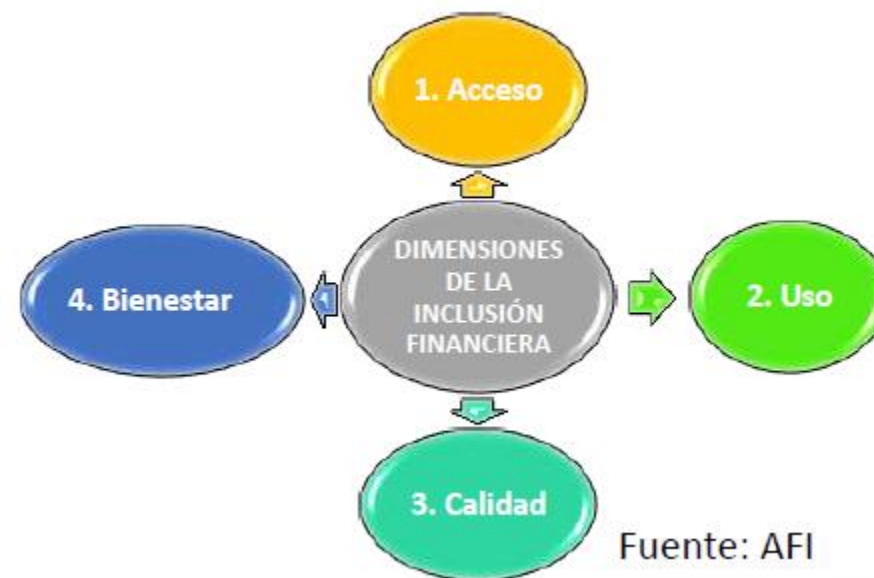 1. Acceso
DIMENSIONES
DE LA
INCLUSIÓN
FINANCIERA
4. Bienestar
2. Uso
3. Calidad
Fuente: AFI